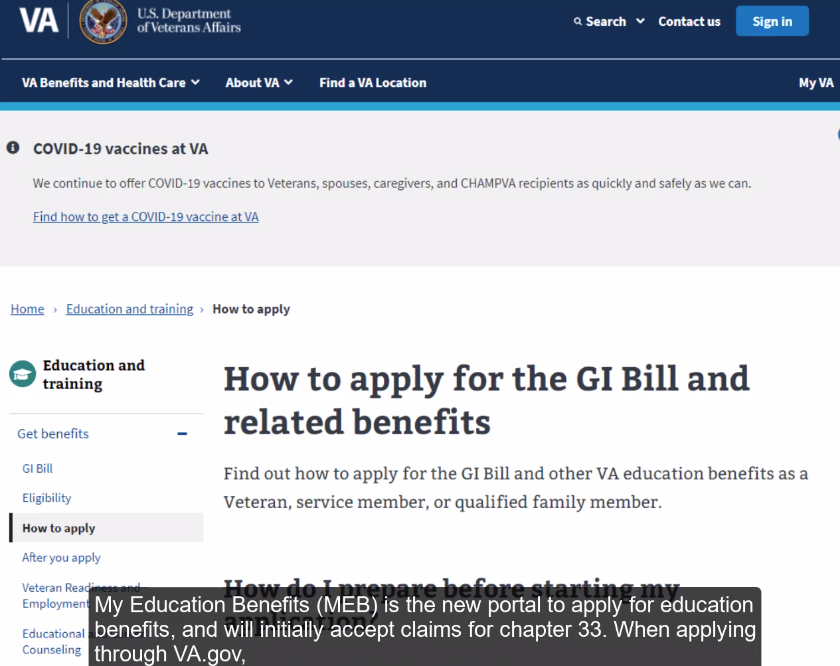 VA
U.S. Department
of Veterans Affairs
Search
Contact us
Sign in
VA Benefits and Health Care
About VA
Find a VA Location
My VA
COVID-19 vaccines at VA
We continue to offer COVID-19 vaccines to Veterans, spouses, caregivers, and CHAMPVA recipients as quickly and safely as we can.
Find how to get a COVID-19 vaccine at VA
Home › Education and training › How to apply
Education and
training
Get benefits
GI Bill
Eligibility
How to apply
After you apply
Veteran Readiness and
Employment
Educational
Counseling
How to apply for the GI Bill and
related benefits
Find out how to apply for the GI Bill and other VA education benefits as a
Veteran, service member, or qualified family member.
How do I prepare before starting my
application?
My Education Benefits (MEB) is the new portal to apply for education
benefits, and will initially accept claims for chapter 33. When applying
through VA.gov,